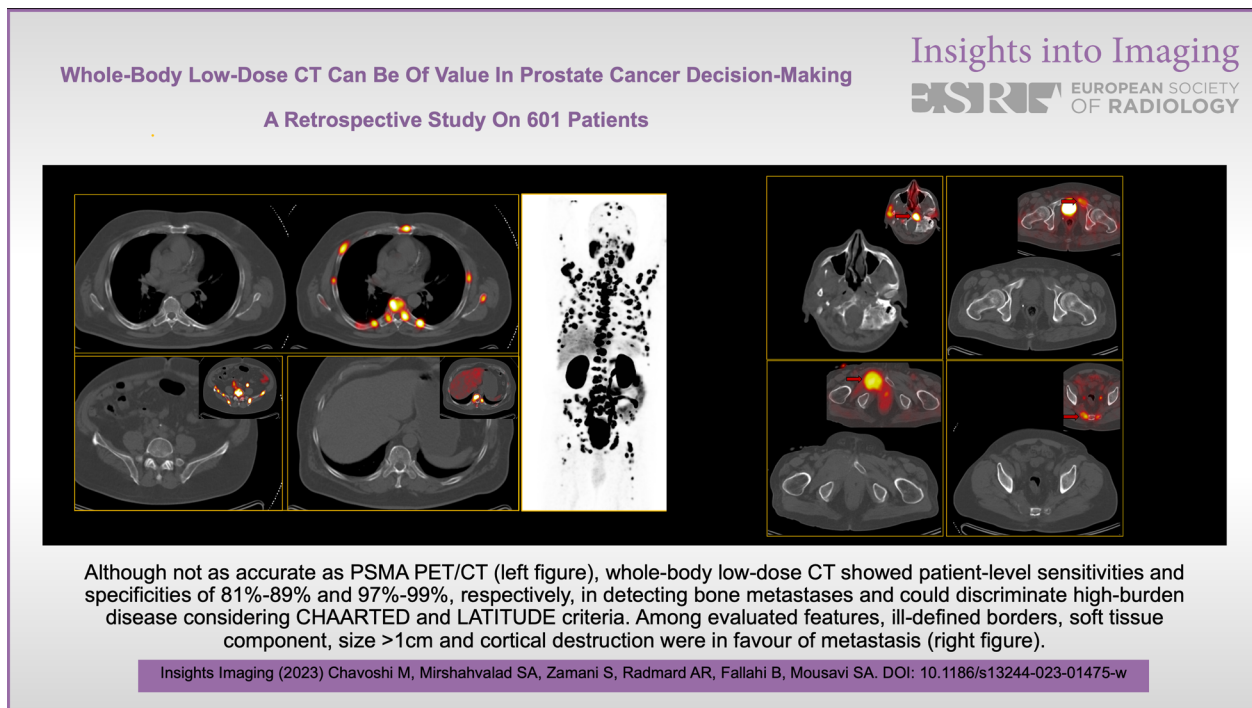 Whole-Body Low-Dose CT Can Be Of Value In Prostate Cancer Decision-Making
A Retrospective Study On 601 Patients
Insights into Imaging
ESR EUROPEAN SOCIETY
OF RADIOLOGY
Although not as accurate as PSMA PET/CT (left figure), whole-body low-dose CT showed patient-level sensitivities and
specificities of 81%-89% and 97%-99%, respectively, in detecting bone metastases and could discriminate high-burden
disease considering CHAARTED and LATITUDE criteria. Among evaluated features, ill-defined borders, soft tissue
component, size >1cm and cortical destruction were in favour of metastasis (right figure).
Insights Imaging (2023) Chavoshi M, Mirshahvalad SA, Zamani S, Radmard AR, Fallahi B, Mousavi SA. DOI: 10.1186/s13244-023-01475-w